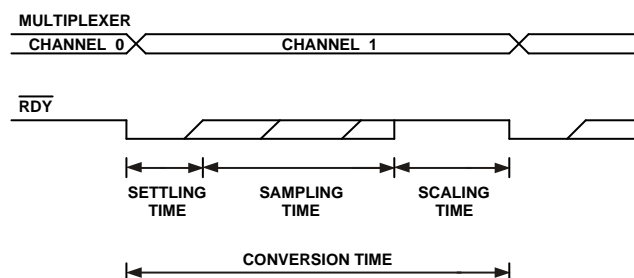 MULTIPLEXER
CHANNEL 0
CHANNEL 1
RDY
SETTLING TIME
SAMPLING TIME
SCALING TIME
CONVERSION TIME